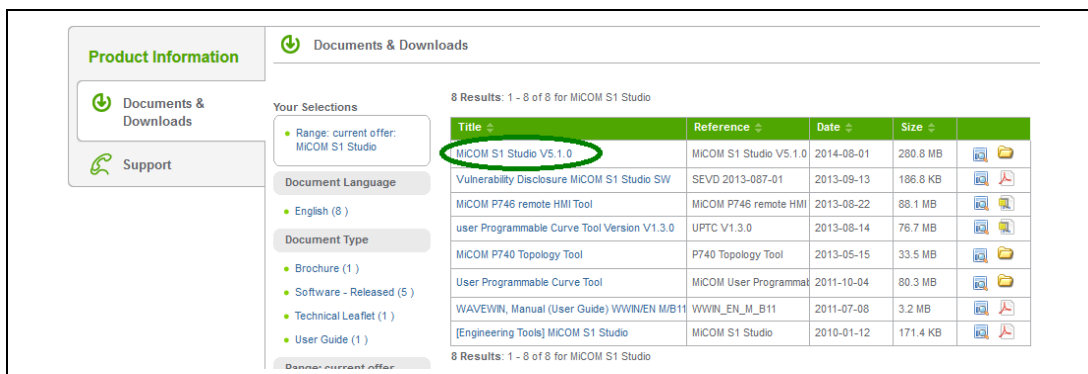 Product Information
Documents &
Downloads
Support
Documents & Downloads
Your Selections
Range: current offer:
MiCOM S1 Studio
Document Language
English (8 )
Document Type
Brochure (1 )
Software - Released (5 )
Technical Leaflet (1 )
User Guide (1 )
Range: current offer
8 Results: 1 - 8 of 8 for MiCOM S1 Studio
Title Reference Date Size
MiCOM S1 Studio V5.1.0 MiCOM S1 Studio V5.1.0 2014-08-01 280.8 MB
Vulnerability Disclosure MiCOM S1 Studio SW SEVD 2013-087-01 2013-09-13 186.8 KB
MiCOM P746 remote HMI Tool MiCOM P746 remote HMI 2013-08-22 88.1 MB
user Programmable Curve Tool Version V1.3.0 UPTC V1.3.0 2013-08-14 76.7 MB
MiCOM P740 Topology Tool P740 Topology Tool 2013-05-15 33.5 MB
User Programmable Curve Tool MiCOM User Programmab 2011-10-04 80.3 MB
WAVEWIN, Manual (User Guide) WWIN/EN M/B11 WWIN_EN_M_B11 2011-07-08 3.2 MB
[Engineering Tools] MiCOM S1 Studio MiCOM S1 Studio 2010-01-12 171.4 KB
8 Results: 1 - 8 of 8 for MiCOM S1 Studio